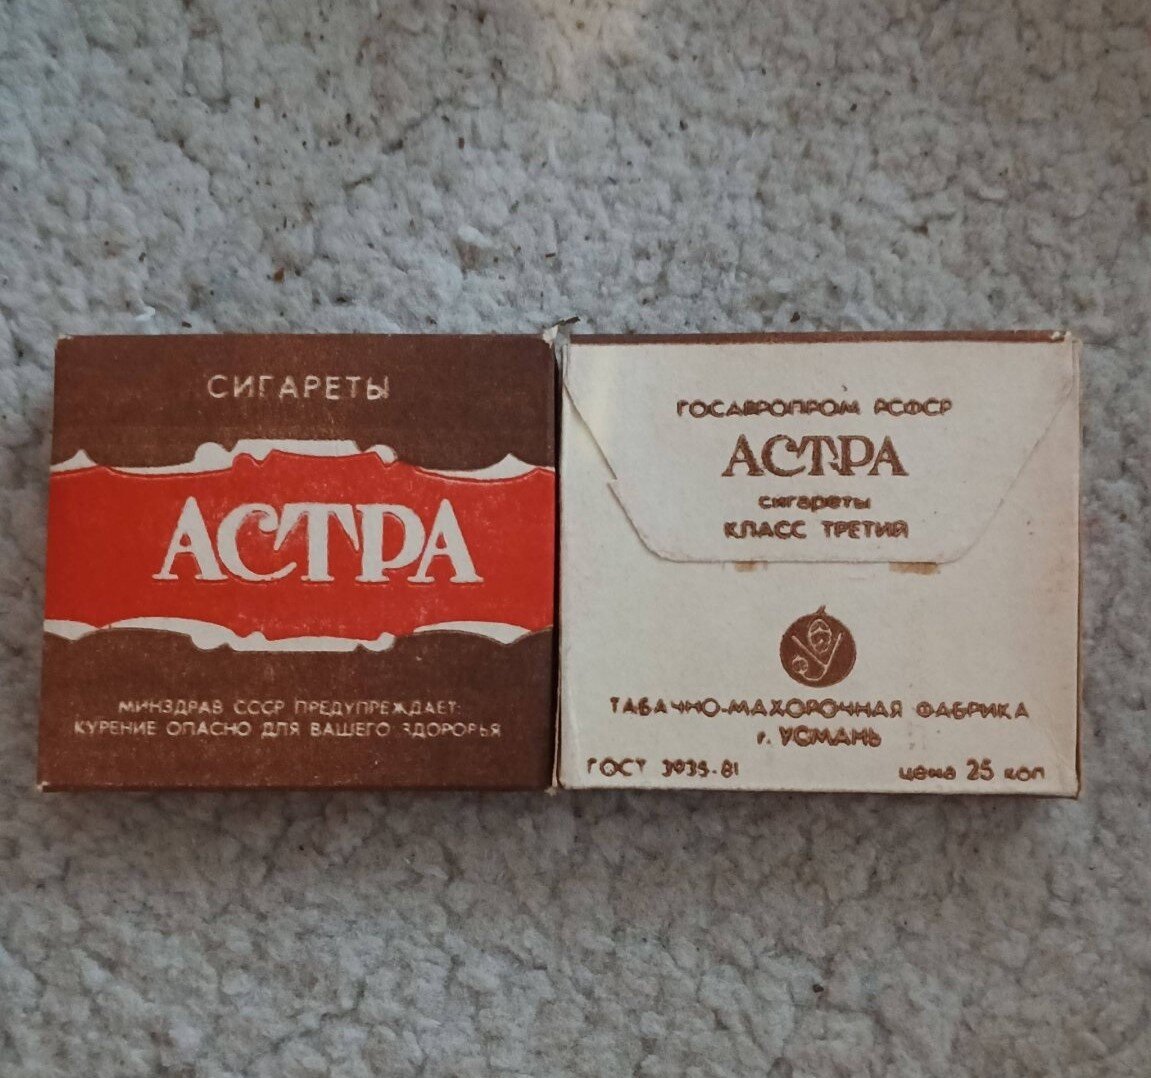 СИГАРЕТЫ
АСТРА
МИНЗДРАВ СССР ПРЕДУПРЕЖДАЕТ:
КУРЕНИЕ ОПАСНО ДЛЯ ВАШЕГО ЗДОРОВЬЯ
ГОСАГРОПРОМ РСФСР
АСТРА
сигареты
КЛАСС ТРЕТИЙ
ТАБАЧНО-МАХОРОЧНАЯ ФАБРИКА
г. УСМАНЬ
ГОСТ 3935-81 цена 25 коп